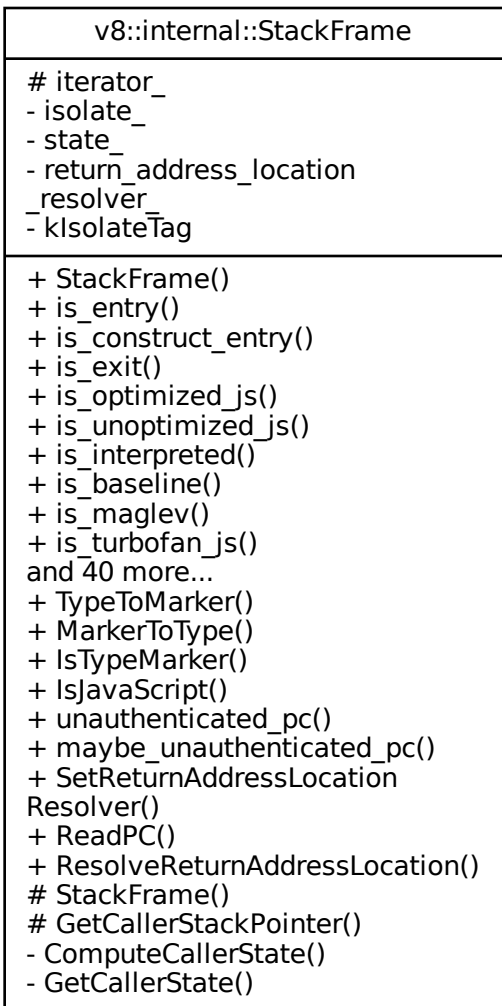 v8::internal::StackFrame
# iterator_
- isolate_
- state_
- return_address_location
_resolver_
- kIsolateTag
+ StackFrame()
+ is_entry()
+ is_construct_entry()
+ is_exit()
+ is_optimized_js()
+ is_unoptimized_js()
+ is_interpreted()
+ is_baseline()
+ is_maglev()
+ is_turbofan_js()
and 40 more...
+ TypeToMarker()
+ MarkerToType()
+ IsTypeMarker()
+ IsJavaScript()
+ unauthenticated_pc()
+ maybe_unauthenticated_pc()
+ SetReturnAddressLocation
Resolver()
+ ReadPC()
+ ResolveReturnAddressLocation()
# StackFrame()
# GetCallerStackPointer()
- ComputeCallerState()
- GetCallerState()